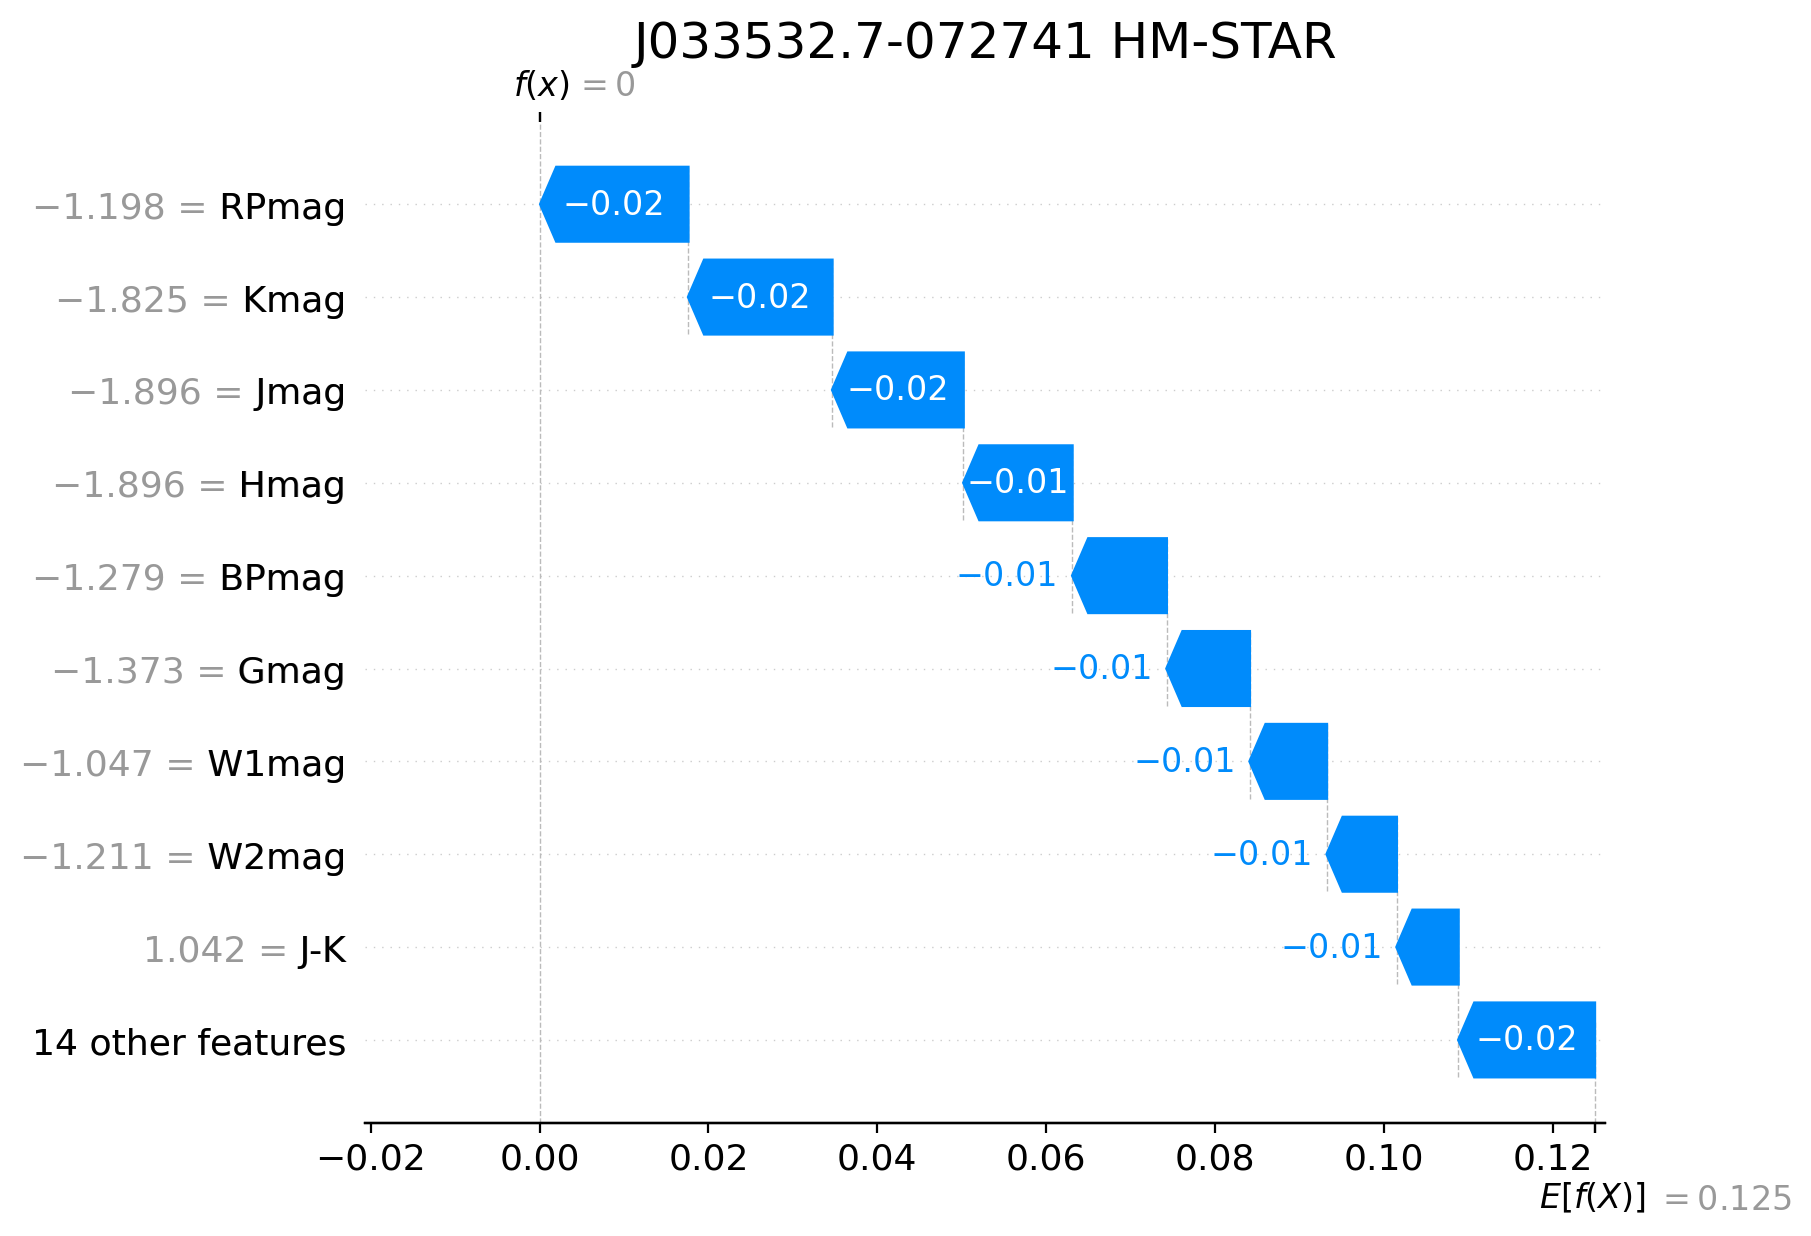 J033532.7-072741 HM-STAR
f(x) = 0
−1.198 = RPmag −0.02
−1.825 = Kmag −0.02
−1.896 = Jmag −0.02
−1.896 = Hmag −0.01
−1.279 = BPmag −0.01
−1.373 = Gmag −0.01
−1.047 = W1mag −0.01
−1.211 = W2mag −0.01
1.042 = J-K −0.01
14 other features −0.02
−0.02 0.00 0.02 0.04 0.06 0.08 0.10 0.12
E[f(X)] = 0.125